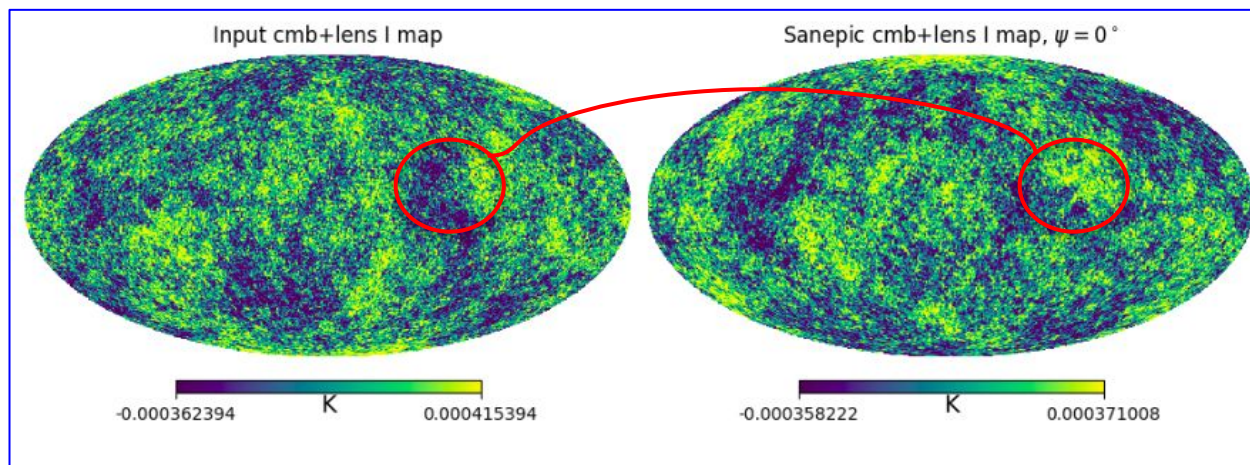 Input cmb+lens I map
Sanepic cmb+lens I map, ψ = 0°
-0.000362394 K 0.000415394
-0.000358222 K 0.000371008